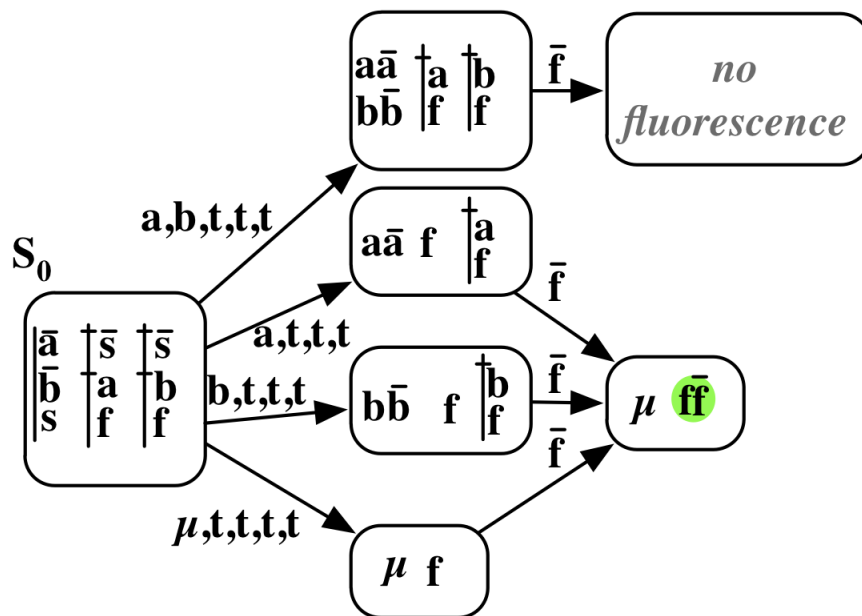 aā a b
bb̄ f f
f̄
no
fluorescence
a,b,t,t,t
S₀
aā f a
f
f̄
a,t,t,t
ā s̄ s̄
b̄ a b
s f f
b,t,t,t
bb̄ f b
f
f̄
f̄
μ ff̄
μ,t,t,t,t
μ f